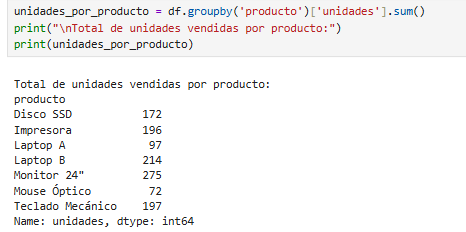 unidades_por_producto = df.groupby('producto')['unidades'].sum()
print("\nTotal de unidades vendidas por producto:")
print(unidades_por_producto)
Total de unidades vendidas por producto:
producto
Disco SSD           172
Impresora           196
Laptop A             97
Laptop B            214
Monitor 24"         275
Mouse Óptico         72
Teclado Mecánico    197
Name: unidades, dtype: int64